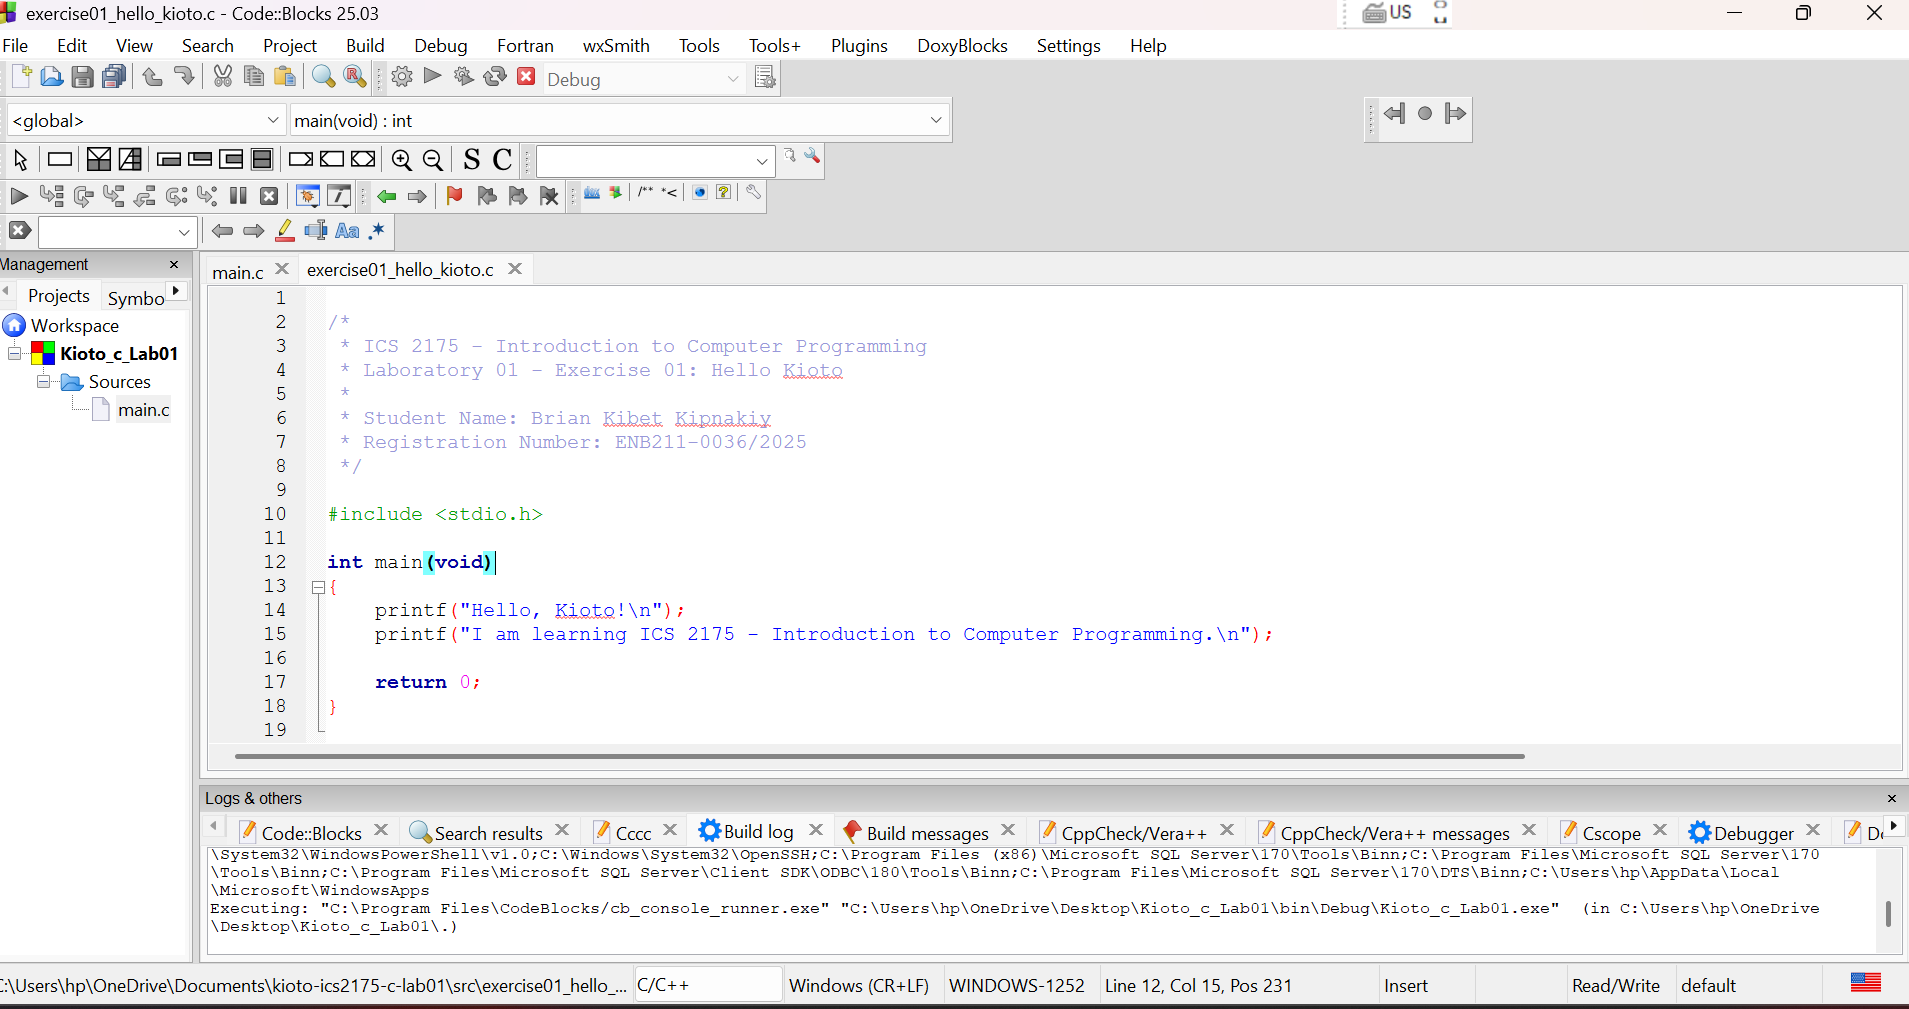 exercise01_hello_kioto.c - Code::Blocks 25.03
US
File Edit View Search Project Build Debug Fortran wxSmith Tools Tools+ Plugins DoxyBlocks Settings Help
Debug
<global> main(void) : int
S C
/** *<
Aa .*
Management
main.c exercise01_hello_kioto.c
Projects Symbo
Workspace
Kioto_c_Lab01
Sources
main.c
1
2 /*
3 * ICS 2175 - Introduction to Computer Programming
4 * Laboratory 01 - Exercise 01: Hello Kioto
5 *
6 * Student Name: Brian Kibet Kipnakiy
7 * Registration Number: ENB211-0036/2025
8 */
9
10 #include <stdio.h>
11
12 int main(void)
13 {
14 printf("Hello, Kioto!\n");
15 printf("I am learning ICS 2175 - Introduction to Computer Programming.\n");
16
17 return 0;
18 }
19
Logs & others
Code::Blocks Search results Cccc Build log Build messages CppCheck/Vera++ CppCheck/Vera++ messages Cscope Debugger
\System32\WindowsPowerShell\v1.0;C:\Windows\System32\OpenSSH;C:\Program Files (x86)\Microsoft SQL Server\170\Tools\Binn;C:\Program Files\Microsoft SQL Server\170
\Tools\Binn;C:\Program Files\Microsoft SQL Server\Client SDK\ODBC\180\Tools\Binn;C:\Program Files\Microsoft SQL Server\170\DTS\Binn;C:\Users\hp\AppData\Local
\Microsoft\WindowsApps
Executing: "C:\Program Files\CodeBlocks/cb_console_runner.exe" "C:\Users\hp\OneDrive\Desktop\Kioto_c_Lab01\bin\Debug\Kioto_c_Lab01.exe" (in C:\Users\hp\OneDrive
\Desktop\Kioto_c_Lab01\.)
:\Users\hp\OneDrive\Documents\kioto-ics2175-c-lab01\src\exercise01_hello_... C/C++ Windows (CR+LF) WINDOWS-1252 Line 12, Col 15, Pos 231 Insert Read/Write default